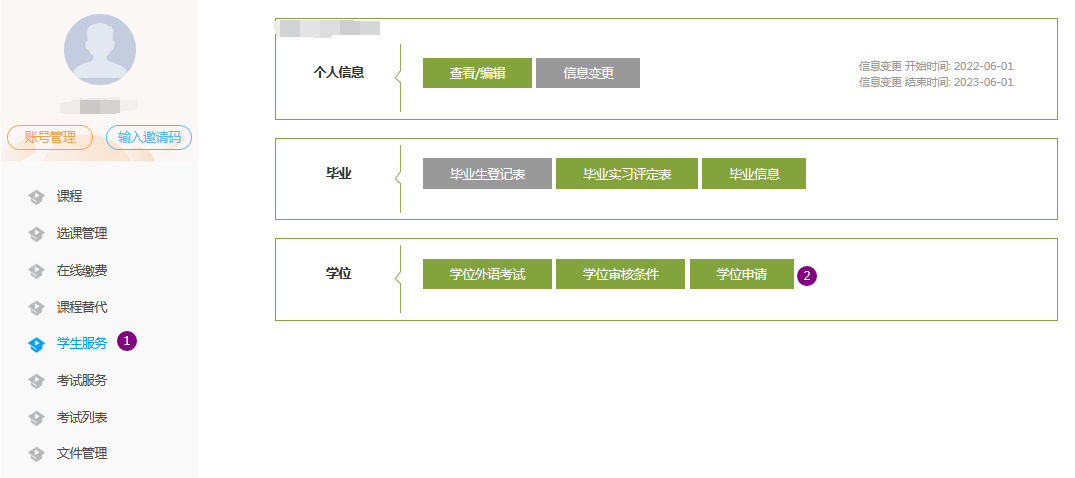 账号管理 输入邀请码
课程
选课管理
在线缴费
课程替代
学生服务 1
考试服务
考试列表
文件管理
个人信息 查看/编辑 信息变更
信息变更 开始时间: 2022-06-01
信息变更 结束时间: 2023-06-01
毕业 毕业生登记表 毕业实习评定表 毕业信息
学位 学位外语考试 学位审核条件 学位申请 2